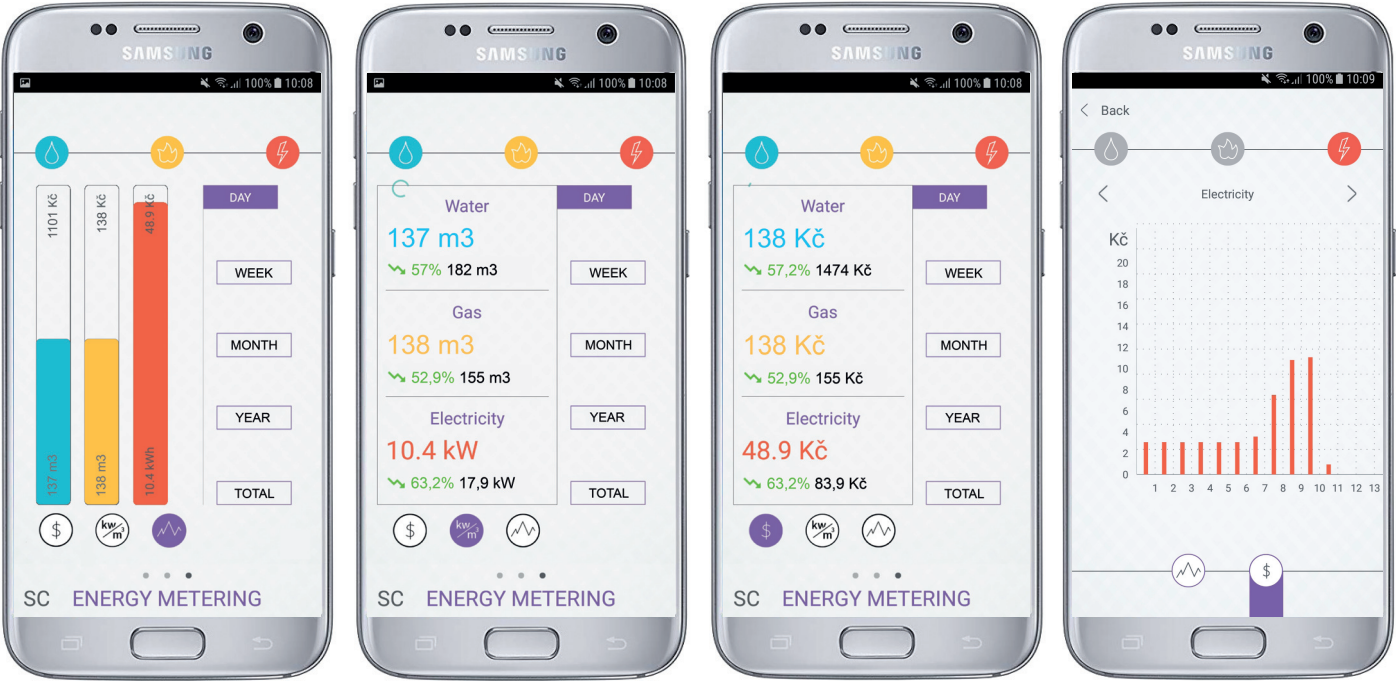 SAMSUNG
100% 10:08
1101 Kč
138 Kč
48.9 Kč
137 m3
138 m3
10.4 kWh
DAY
WEEK
MONTH
YEAR
TOTAL
$
kw/m3
SC ENERGY METERING
SAMSUNG
100% 10:08
Water
137 m3
57% 182 m3
Gas
138 m3
52,9% 155 m3
Electricity
10.4 kW
63,2% 17,9 kW
DAY
WEEK
MONTH
YEAR
TOTAL
$
kw/m3
SC ENERGY METERING
SAMSUNG
100% 10:08
Water
138 Kč
57,2% 1474 Kč
Gas
138 Kč
52,9% 155 Kč
Electricity
48.9 Kč
63,2% 83,9 Kč
DAY
WEEK
MONTH
YEAR
TOTAL
$
kw/m3
SC ENERGY METERING
SAMSUNG
100% 10:09
Back
Electricity
Kč
20
18
16
14
12
10
8
6
4
2
0
1 2 3 4 5 6 7 8 9 10 11 12 13
$